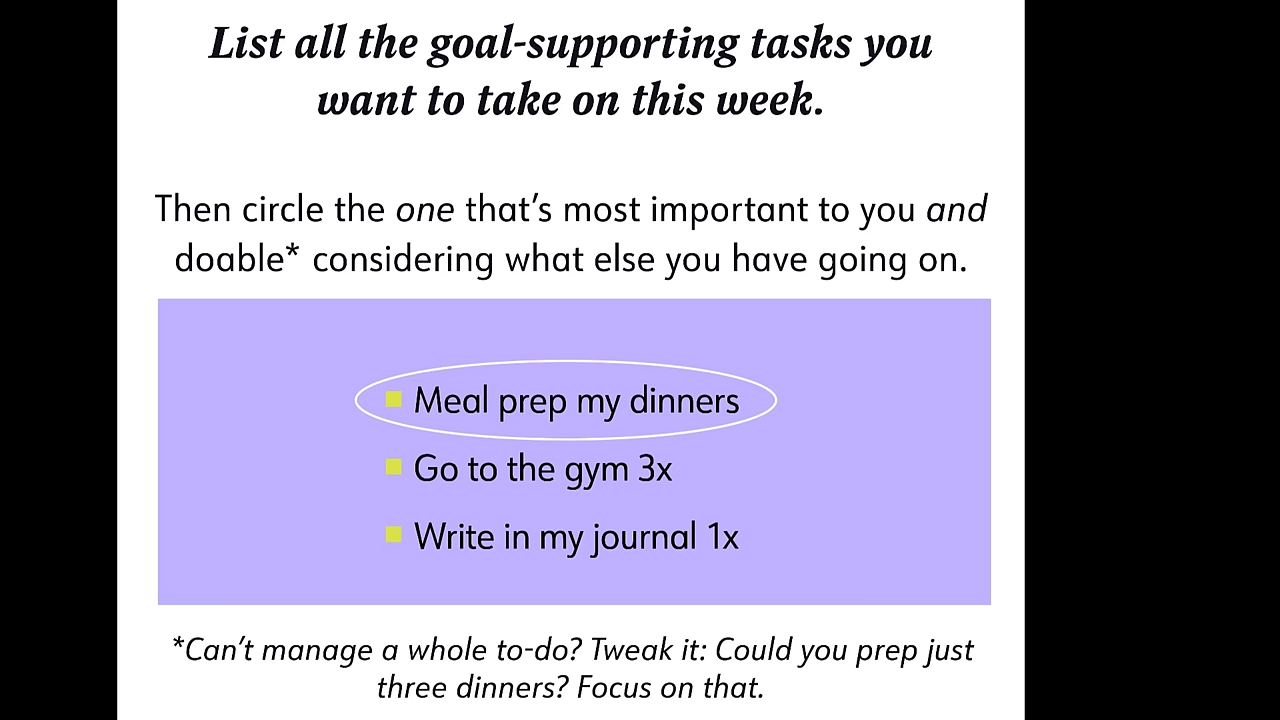 List all the goal-supporting tasks you
want to take on this week.
Then circle the one that's most important to you and
doable* considering what else you have going on.
Meal prep my dinners
Go to the gym 3x
Write in my journal 1x
*Can't manage a whole to-do? Tweak it: Could you prep just
three dinners? Focus on that.